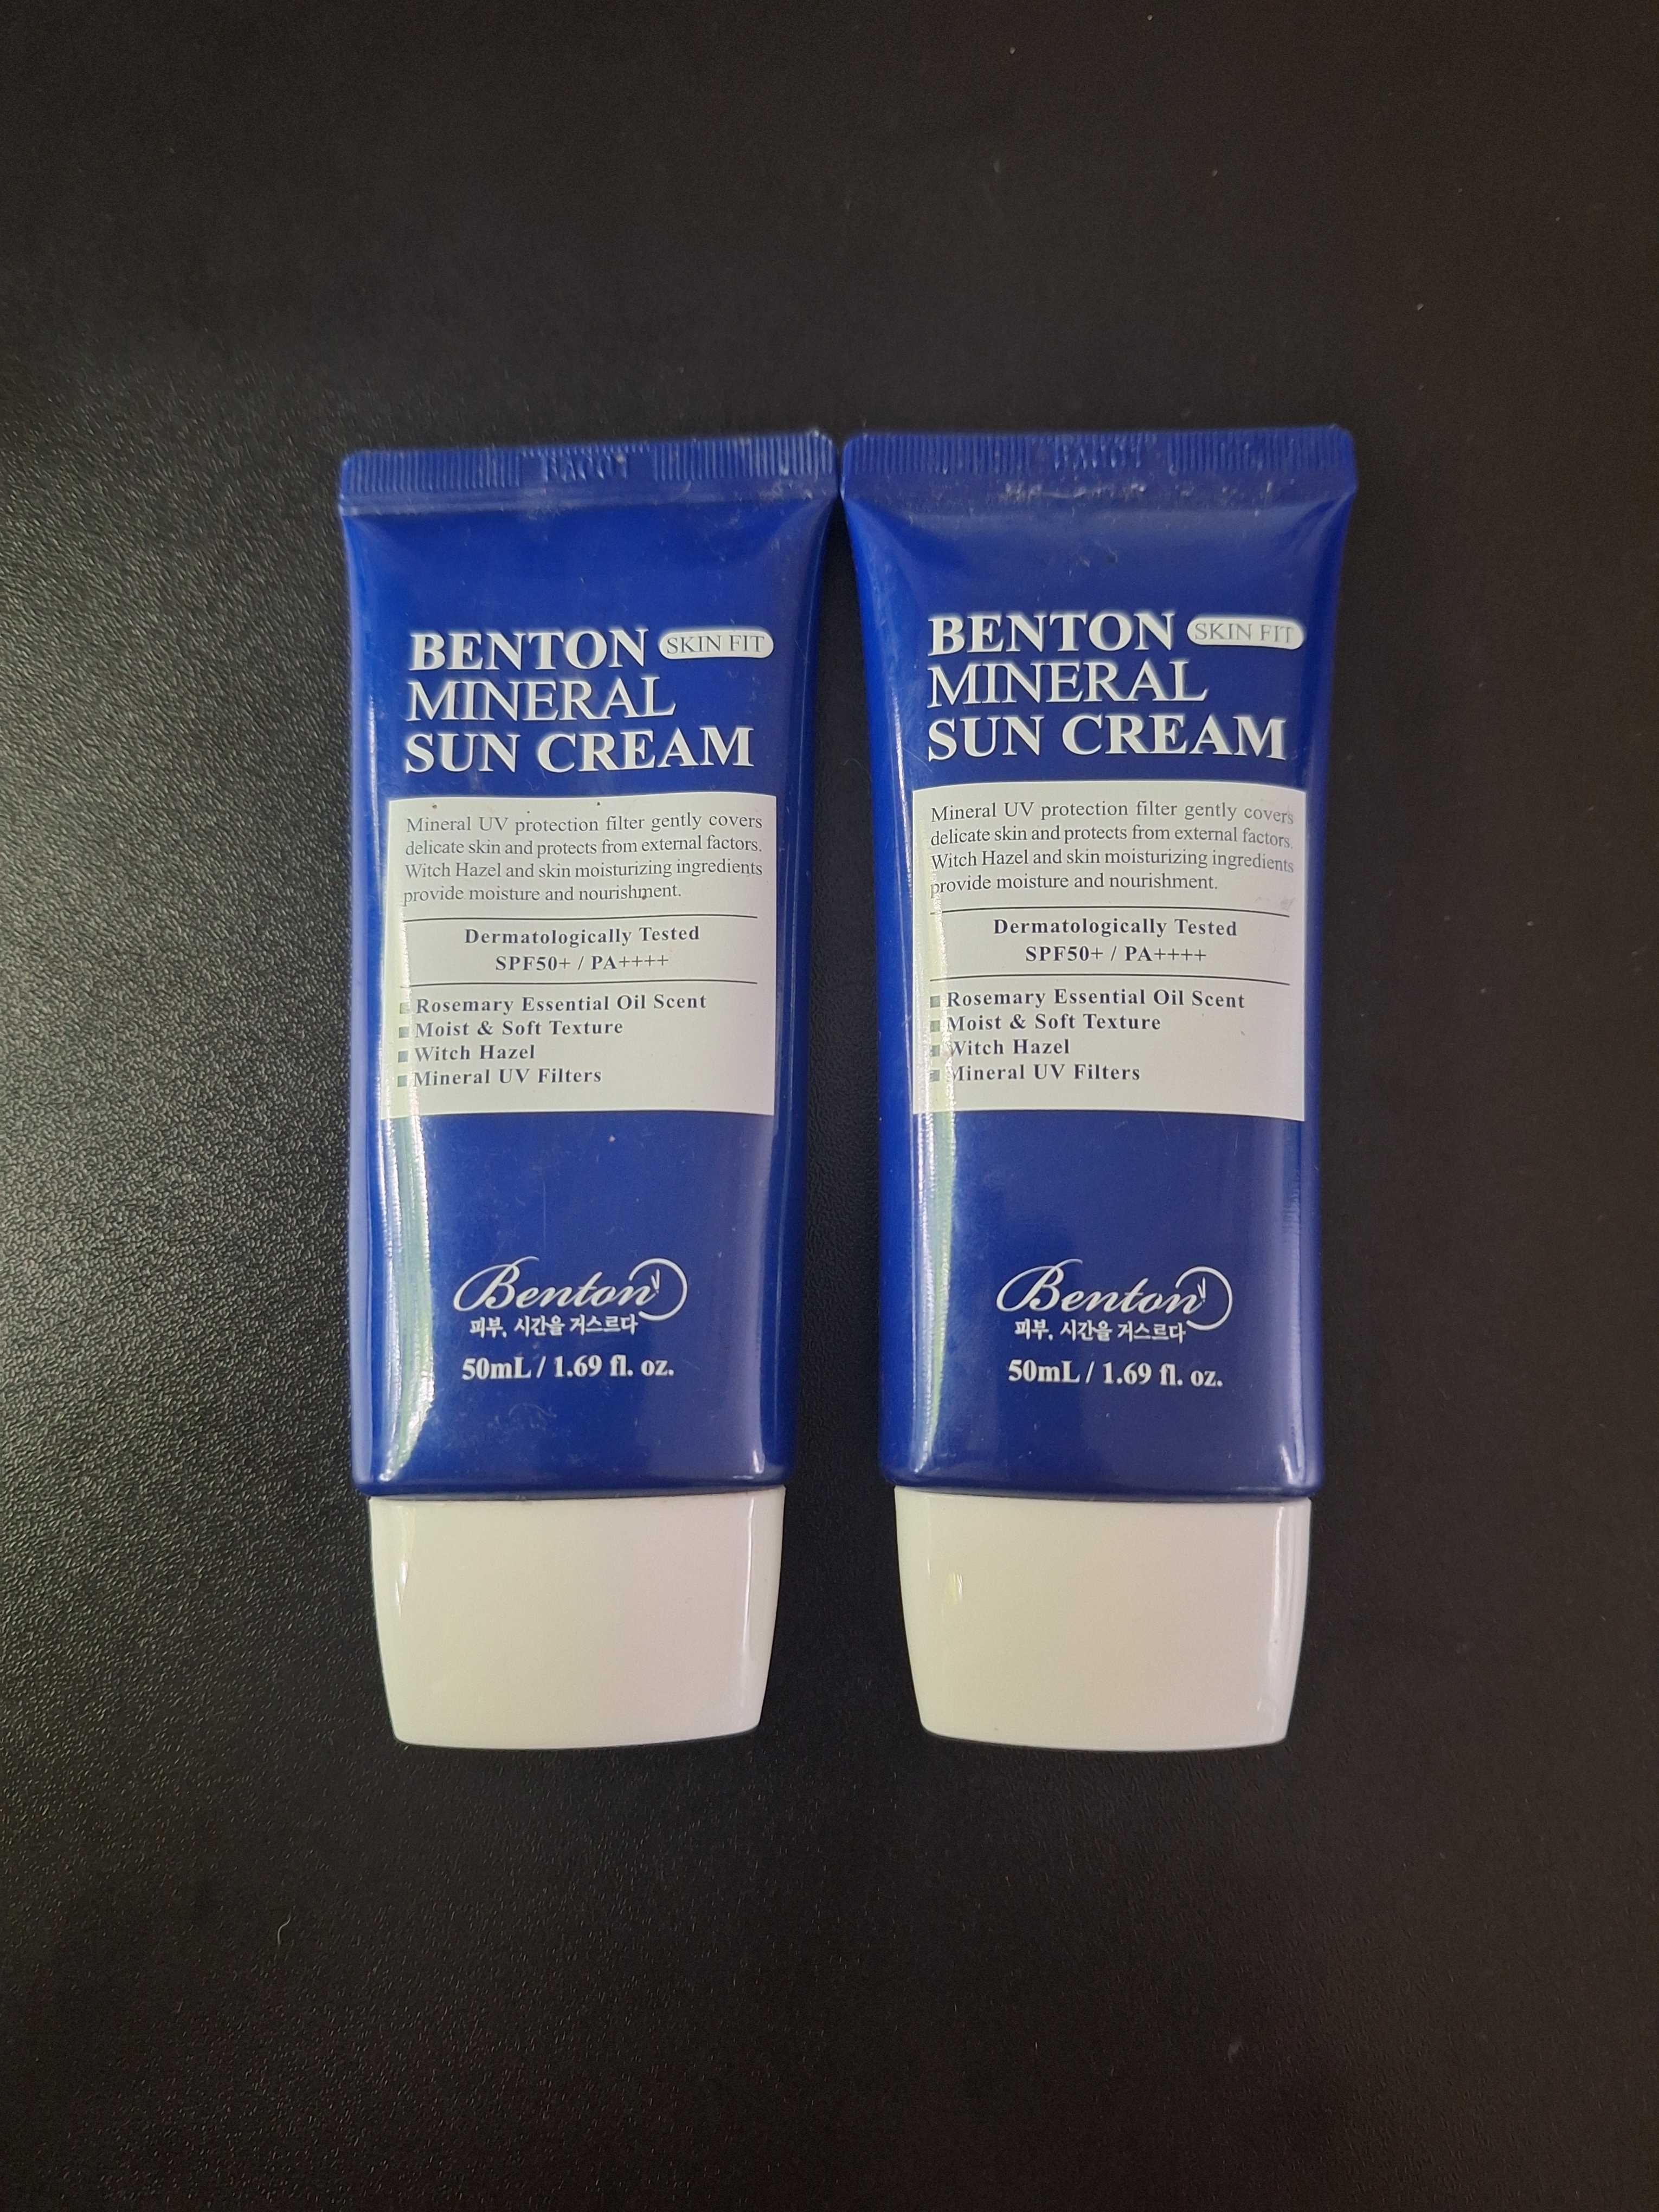 BENTON SKIN FIT
MINERAL
SUN CREAM
Mineral UV protection filter gently covers
delicate skin and protects from external factors.
Witch Hazel and skin moisturizing ingredients
provide moisture and nourishment.
Dermatologically Tested
SPF50+ / PA++++
Rosemary Essential Oil Scent
Moist & Soft Texture
Witch Hazel
Mineral UV Filters
Benton
피부, 시간을 거스르다
50mL / 1.69 fl. oz.
BENTON SKIN FIT
MINERAL
SUN CREAM
Mineral UV protection filter gently covers
delicate skin and protects from external factors.
Witch Hazel and skin moisturizing ingredients
provide moisture and nourishment.
Dermatologically Tested
SPF50+ / PA++++
Rosemary Essential Oil Scent
Moist & Soft Texture
Witch Hazel
Mineral UV Filters
Benton
피부, 시간을 거스르다
50mL / 1.69 fl. oz.